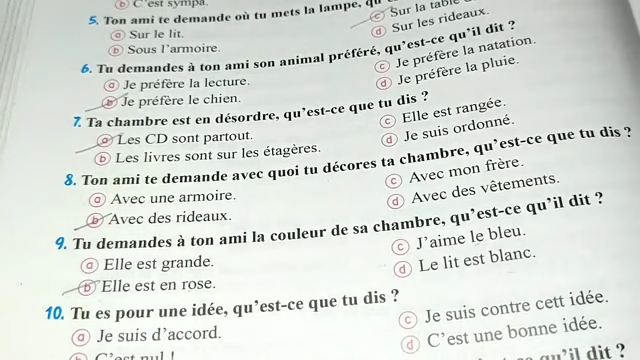 ⓑ C'est sympa.
5. Ton ami te demande où tu mets la lampe,
ⓐ Sur le lit.
ⓒ Sur la table
ⓑ Sous l'armoire.
ⓓ Sur les rideaux.
6. Tu demandes à ton ami son animal préféré, qu'est-ce qu'il dit ?
ⓐ Je préfère la lecture.
ⓒ Je préfère la natation.
ⓑ Je préfère le chien.
ⓓ Je préfère la pluie.
7. Ta chambre est en désordre, qu'est-ce que tu dis ?
ⓐ Les CD sont partout.
ⓒ Elle est rangée.
ⓑ Les livres sont sur les étagères.
ⓓ Je suis ordonné.
8. Ton ami te demande avec quoi tu décores ta chambre, qu'est-ce que tu dis ?
ⓐ Avec une armoire.
ⓒ Avec mon frère.
ⓑ Avec des rideaux.
ⓓ Avec des vêtements.
9. Tu demandes à ton ami la couleur de sa chambre, qu'est-ce qu'il dit ?
ⓐ Elle est grande.
ⓒ J'aime le bleu.
ⓑ Elle est en rose.
ⓓ Le lit est blanc.
10. Tu es pour une idée, qu'est-ce que tu dis ?
ⓐ Je suis d'accord.
ⓒ Je suis contre cett idée.
ⓑ C'est nul !
ⓓ C'est une bonne idée.
qu'il dit ?